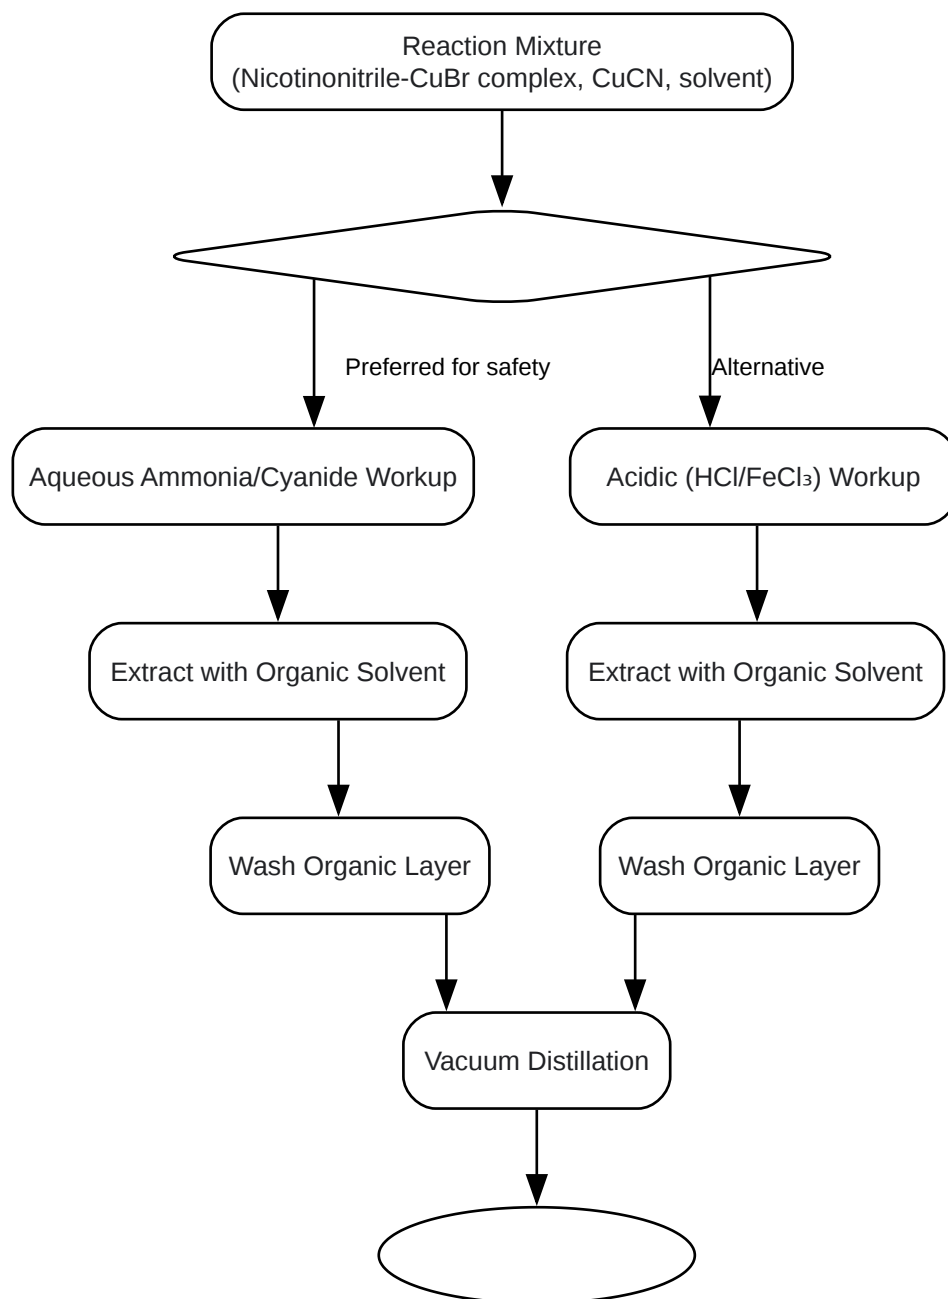 Reaction Mixture
(Nicotinonitrile-CuBr complex, CuCN, solvent)
Preferred for safety
Alternative
Aqueous Ammonia/Cyanide Workup
Acidic (HCl/FeCl₃) Workup
Extract with Organic Solvent
Extract with Organic Solvent
Wash Organic Layer
Wash Organic Layer
Vacuum Distillation